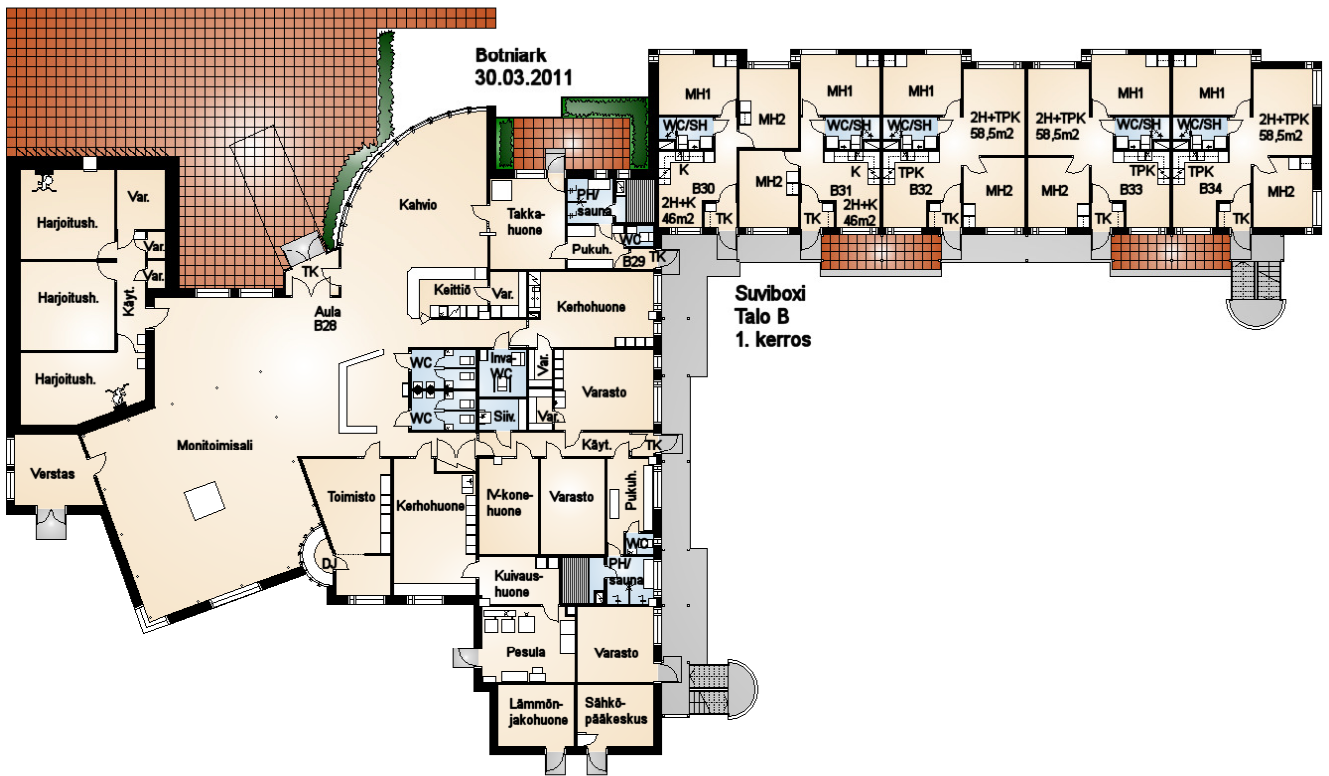 Botniark
30.03.2011
MH1
MH2
WC/SH
K
B30
2H+K
46m2
TK
MH2
MH1
WC/SH
K
B31
2H+K
46m2
TK
MH1
WC/SH
TPK
B32
2H+TPK
58,5m2
MH2
TK
2H+TPK
58,5m2
MH1
WC/SH
TPK
B33
MH2
TK
MH1
WC/SH
TPK
B34
2H+TPK
58,5m2
MH2
TK
Suviboxi
Talo B
1. kerros
Harjoitush.
Var.
Var.
Var.
Harjoitush.
Käyt.
Harjoitush.
Verstas
Monitoimisali
TK
Aula
B28
Kahvio
Takka-
huone
PH/
sauna
Pukuh.
WC
B29
TK
Keittiö
Var.
Kerhohuone
WC
WC
Inva
WC
Siiv.
Var.
Var.
Varasto
Käyt.
TK
Toimisto
DJ
Kerhohuone
IV-kone-
huone
Varasto
Pukuh.
WC
PH/
sauna
Kuivaus-
huone
Pesula
Varasto
Lämmön-
jakohuone
Sähkö-
pääkeskus